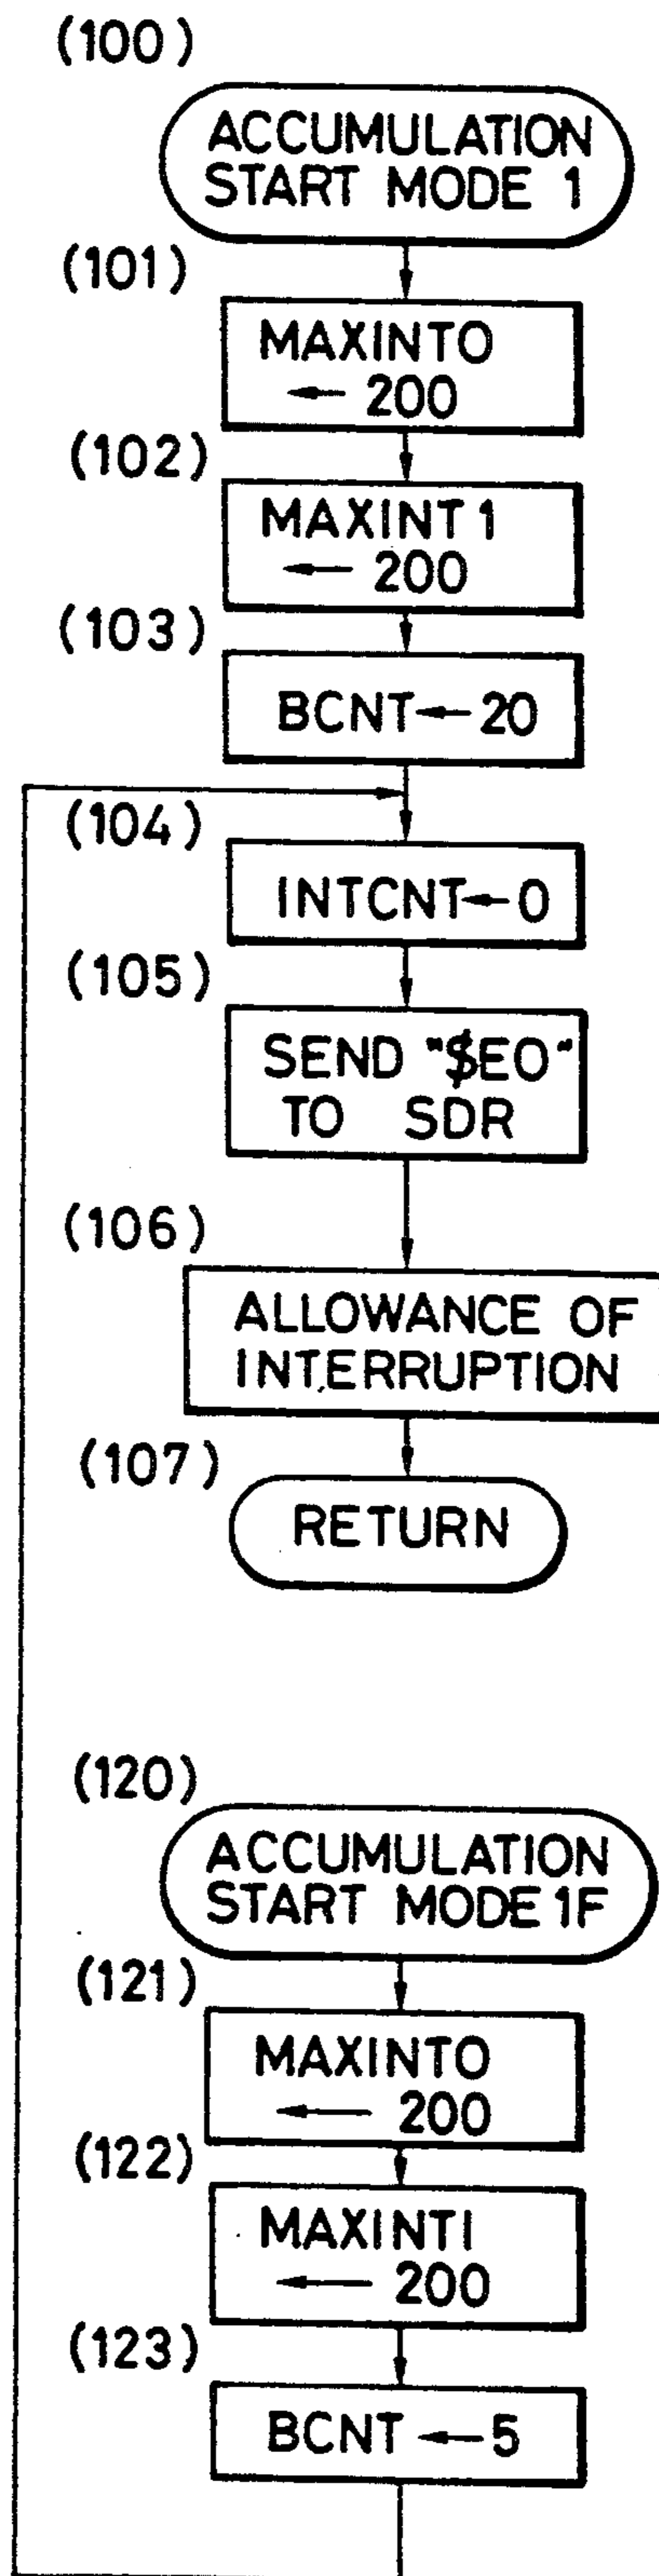 (100)
ACCUMULATION
START MODE 1
(101)
MAXINTO
← 200
(102)
MAXINT 1
← 200
(103)
BCNT←20
(104)
INTCNT←0
(105)
SEND "$EO"
TO SDR
(106)
ALLOWANCE OF
INTERRUPTION
(107)
RETURN
(120)
ACCUMULATION
START MODE 1F
(121)
MAXINTO
← 200
(122)
MAXINTI
← 200
(123)
BCNT ←5